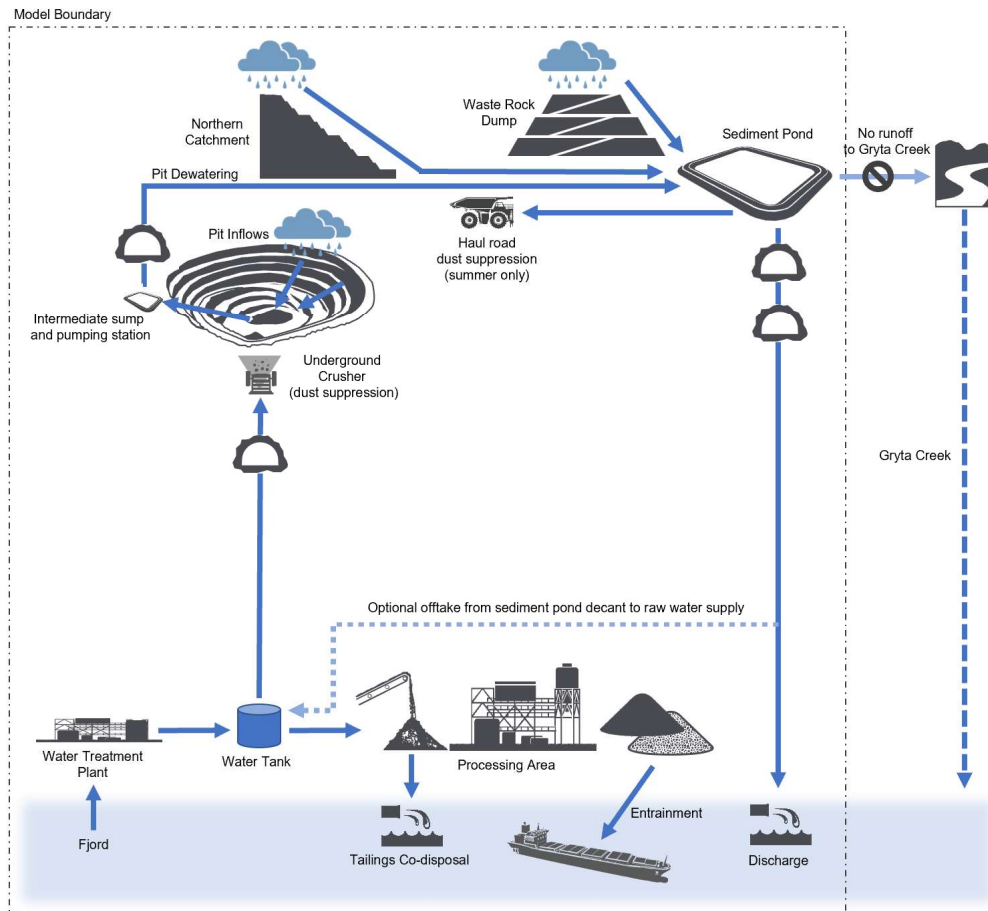 Model Boundary
Northern
Catchment
Waste Rock
Dump
Sediment Pond
No runoff
to Gryta Creek
Pit Dewatering
Pit Inflows
Haul road
dust suppression
(summer only)
Intermediate sump
and pumping station
Underground
Crusher
(dust suppression)
Gryta Creek
Optional offtake from sediment pond decant to raw water supply
Water Treatment
Plant
Water Tank
Processing Area
Entrainment
Fjord
Tailings Co-disposal
Discharge